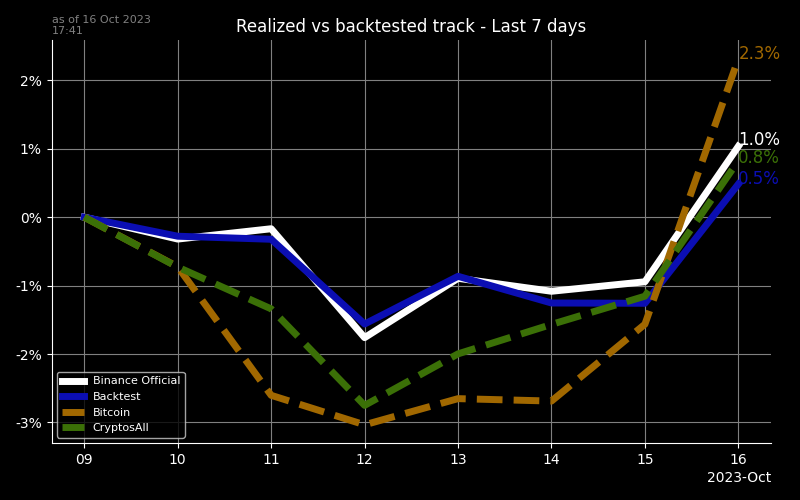 as of 16 Oct 2023
17:41
Realized vs backtested track - Last 7 days
2.3%
2%
1.0%
1%
0.8%
0.5%
0%
-1%
-2%
-3%
Binance Official
Backtest
Bitcoin
CryptosAll
09 10 11 12 13 14 15 16
2023-Oct